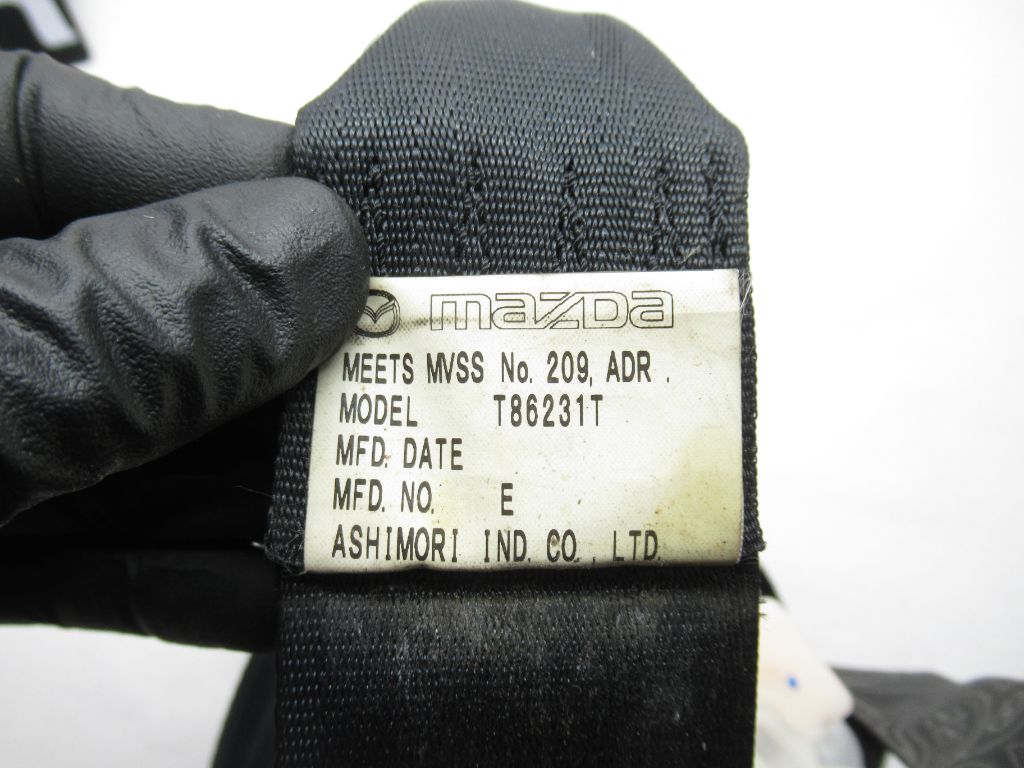 mazda
MEETS MVSS No. 209, ADR .
MODEL T86231T
MFD. DATE
MFD. NO. E
ASHIMORI IND. CO., LTD.